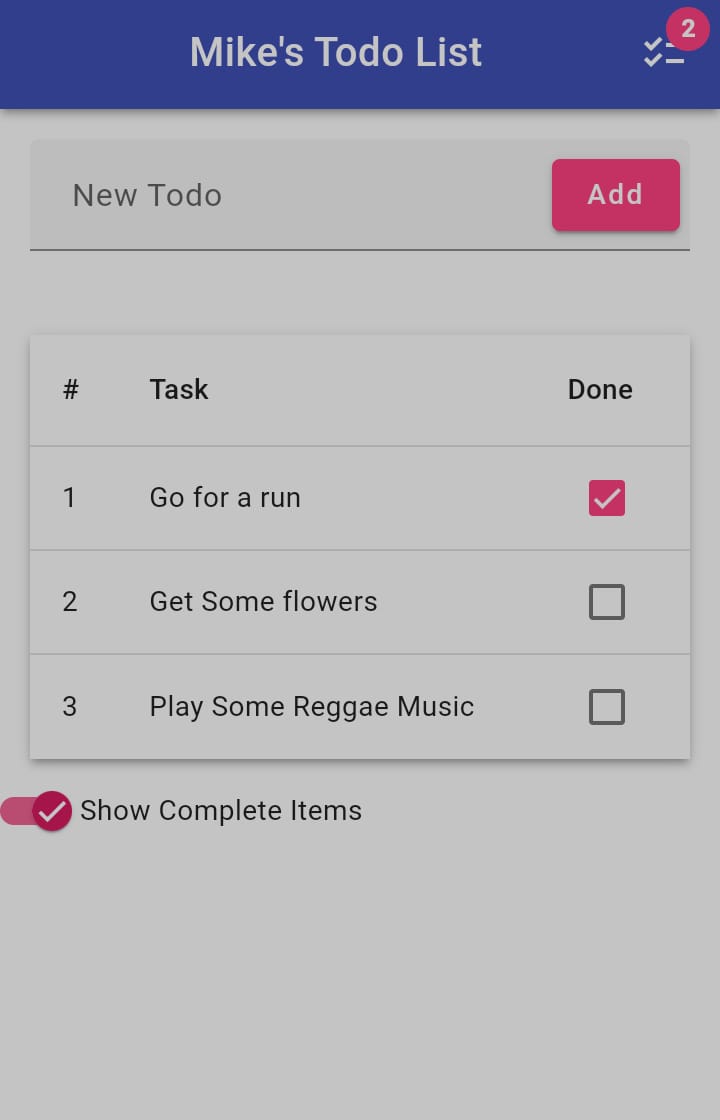 Mike's Todo List 2
New Todo Add
# Task Done
1 Go for a run
2 Get Some flowers
3 Play Some Reggae Music
Show Complete Items